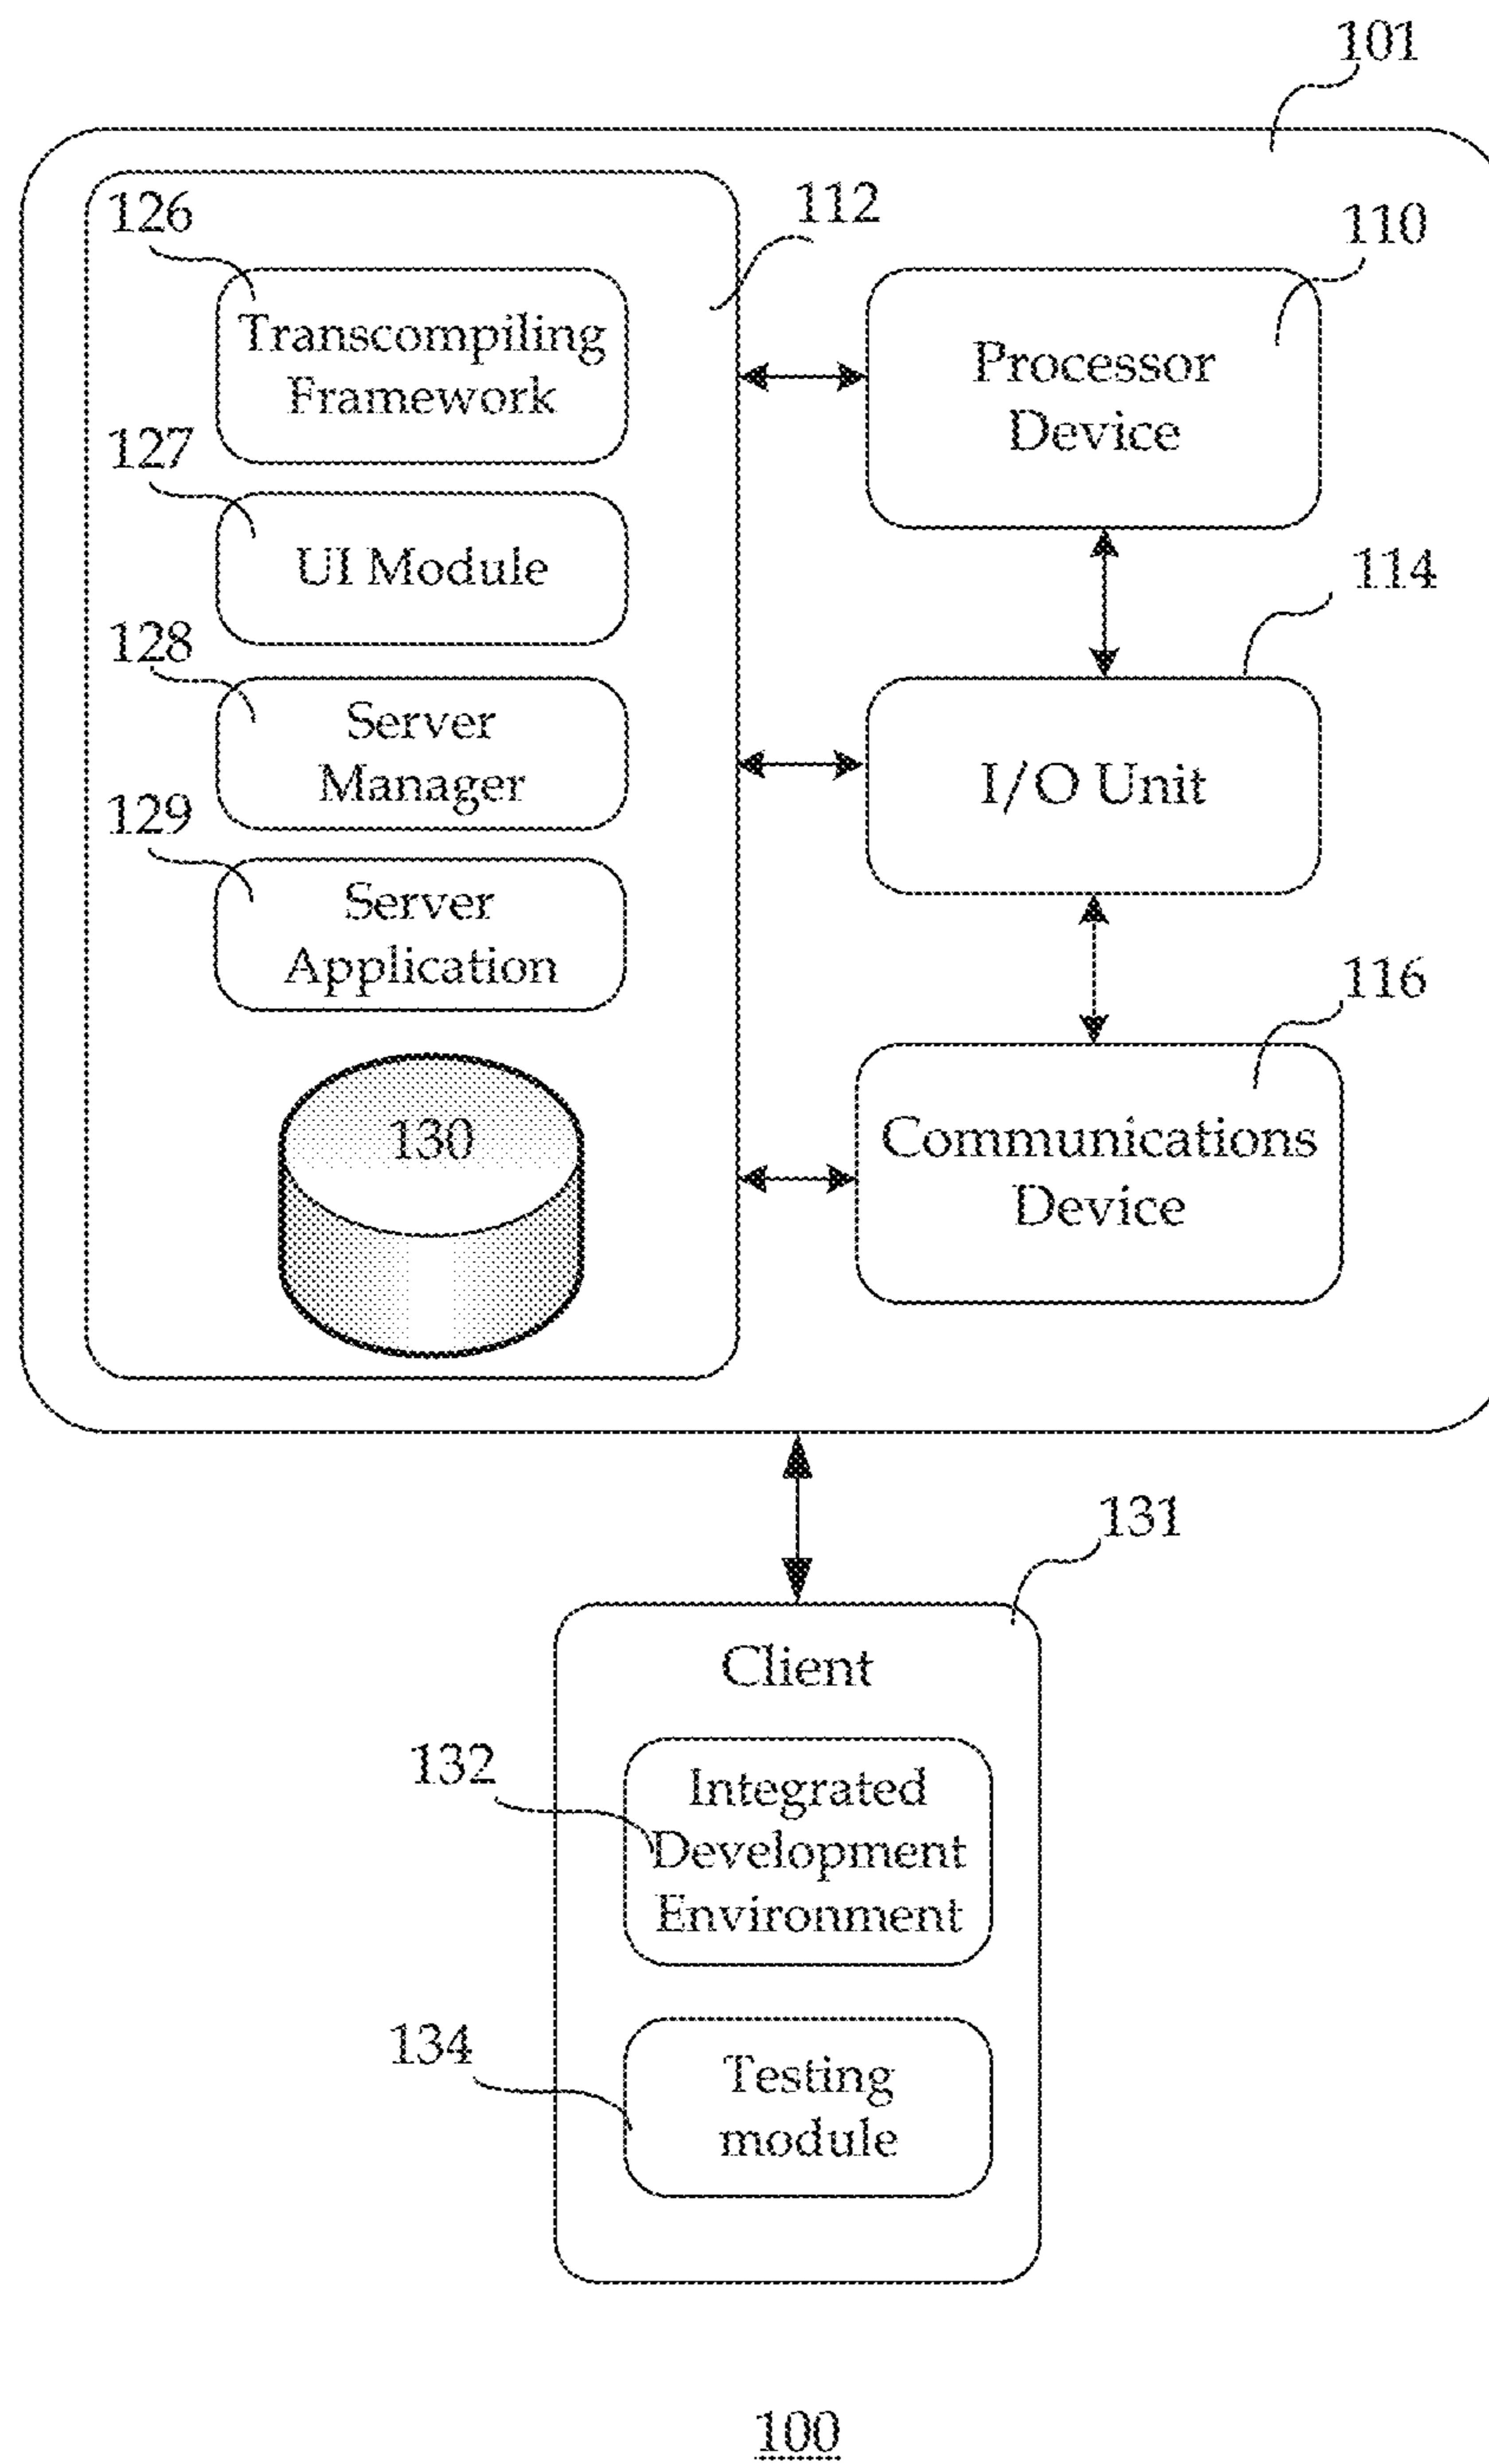 101
126
112
110
Transcompiling
Framework
Processor
Device
127
UI Module
114
128
Server
Manager
I/O Unit
129
Server
Application
116
130
Communications
Device
131
Client
132
Integrated
Development
Environment
134
Testing
module
100